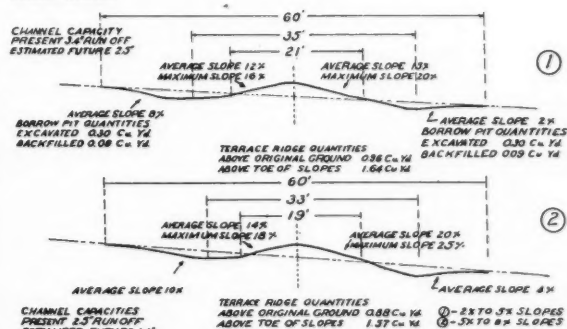 60'
CHANNEL CAPACITY
PRESENT 3.4" RUN OFF
ESTIMATED FUTURE 2.5"
35'
21'
AVERAGE SLOPE 12%
MAXIMUM SLOPE 16%
AVERAGE SLOPE 13%
MAXIMUM SLOPE 20%
1
AVERAGE SLOPE 8%
BORROW PIT QUANTITIES
EXCAVATED 0.30 Cu Yd.
BACKFILLED 0.08 Cu Yd.
TERRACE RIDGE QUANTITIES
ABOVE ORIGINAL GROUND 0.96 Cu Yd.
ABOVE TOE OF SLOPES 1.64 Cu Yd.
AVERAGE SLOPE 2%
BORROW PIT QUANTITIES
EXCAVATED 0.30 Cu Yd.
BACKFILLED 0.09 Cu Yd.
60'
33'
19'
AVERAGE SLOPE 14%
MAXIMUM SLOPE 18%
AVERAGE SLOPE 20%
MAXIMUM SLOPE 25%
2
AVERAGE SLOPE 10%
AVERAGE SLOPE 4%
CHANNEL CAPACITIES
PRESENT 2.5" RUN OFF
TERRACE RIDGE QUANTITIES
ABOVE ORIGINAL GROUND 0.88 Cu Yd.
ABOVE TOE OF SLOPES 1.37 Cu Yd.
1 - 2% TO 5% SLOPES
2 - 5% TO 8% SLOPES